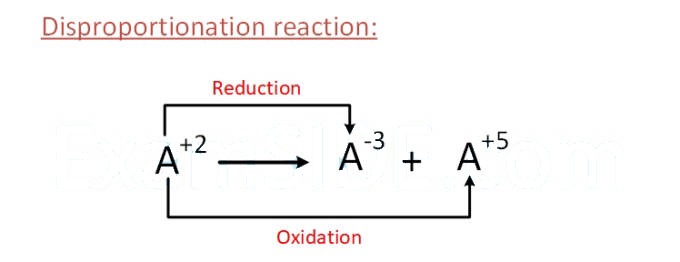 Disproportionation reaction:
Reduction
A+2 ⟶ A-3 + A+5
Oxidation